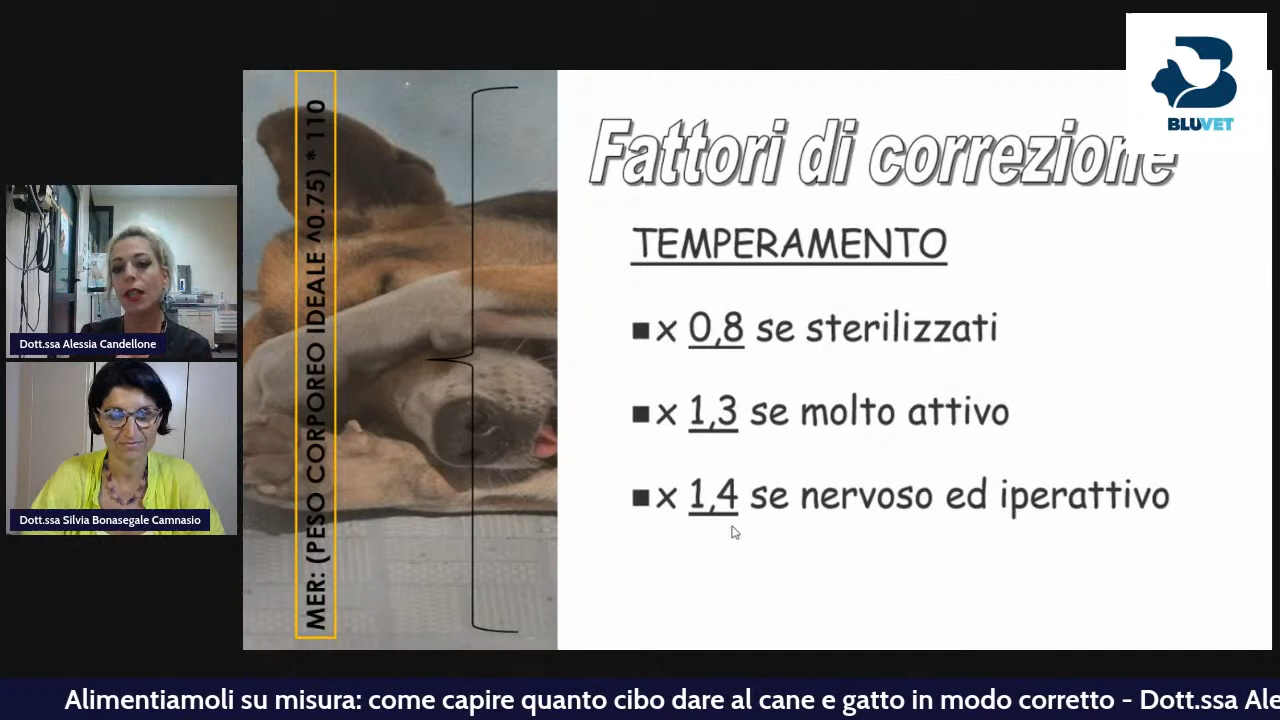 BLUVET
Fattori di correzione
MER: (PESO CORPOREO IDEALE ^0.75) * 110
TEMPERAMENTO
■ x 0,8 se sterilizzati
■ x 1,3 se molto attivo
■ x 1,4 se nervoso ed iperattivo
Dott.ssa Alessia Candellone
Dott.ssa Silvia Bonasegale Camnasio
Alimentiamoli su misura: come capire quanto cibo dare al cane e gatto in modo corretto - Dott.ssa Ale